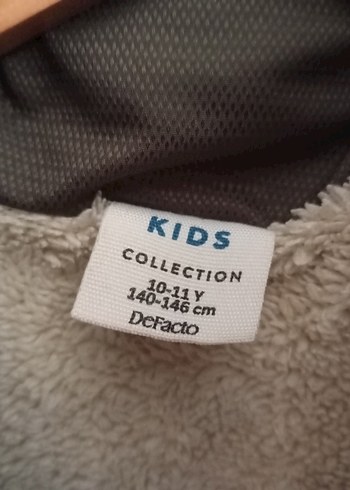 KIDS
COLLECTION
10-11 Y
140-146 cm
DeFacto